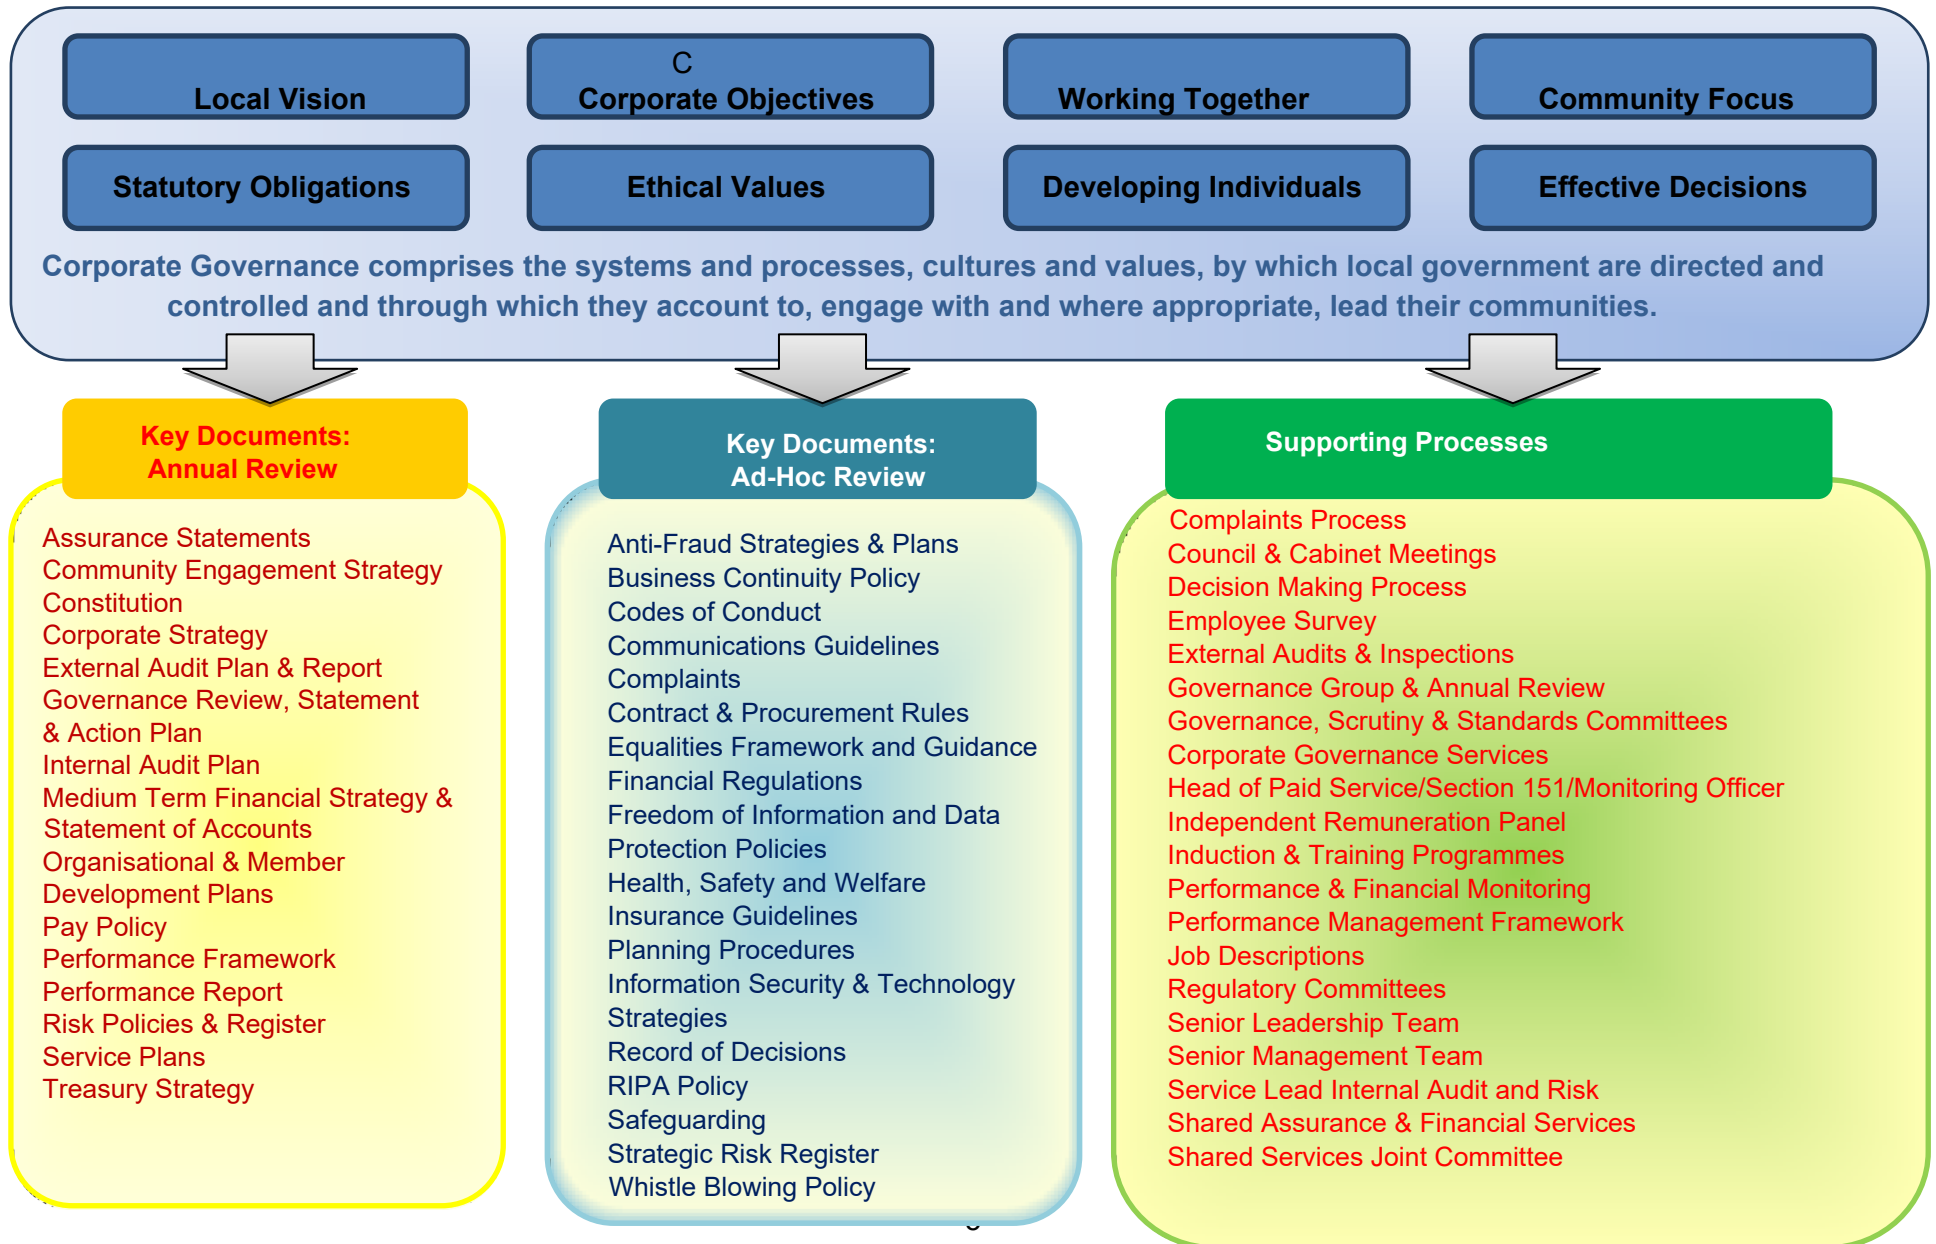 C
Local Vision
Corporate Objectives
Working Together
Community Focus
Statutory Obligations
Ethical Values
Developing Individuals
Effective Decisions
Corporate Governance comprises the systems and processes, cultures and values, by which local government are directed and
controlled and through which they account to, engage with and where appropriate, lead their communities.
Key Documents:
Annual Review
Assurance Statements
Community Engagement Strategy
Constitution
Corporate Strategy
External Audit Plan & Report
Governance Review, Statement
& Action Plan
Internal Audit Plan
Medium Term Financial Strategy &
Statement of Accounts
Organisational & Member
Development Plans
Pay Policy
Performance Framework
Performance Report
Risk Policies & Register
Service Plans
Treasury Strategy
Key Documents:
Ad-Hoc Review
Anti-Fraud Strategies & Plans
Business Continuity Policy
Codes of Conduct
Communications Guidelines
Complaints
Contract & Procurement Rules
Equalities Framework and Guidance
Financial Regulations
Freedom of Information and Data
Protection Policies
Health, Safety and Welfare
Insurance Guidelines
Planning Procedures
Information Security & Technology
Strategies
Record of Decisions
RIPA Policy
Safeguarding
Strategic Risk Register
Whistle Blowing Policy
Supporting Processes
Complaints Process
Council & Cabinet Meetings
Decision Making Process
Employee Survey
External Audits & Inspections
Governance Group & Annual Review
Governance, Scrutiny & Standards Committees
Corporate Governance Services
Head of Paid Service/Section 151/Monitoring Officer
Independent Remuneration Panel
Induction & Training Programmes
Performance & Financial Monitoring
Performance Management Framework
Job Descriptions
Regulatory Committees
Senior Leadership Team
Senior Management Team
Service Lead Internal Audit and Risk
Shared Assurance & Financial Services
Shared Services Joint Committee